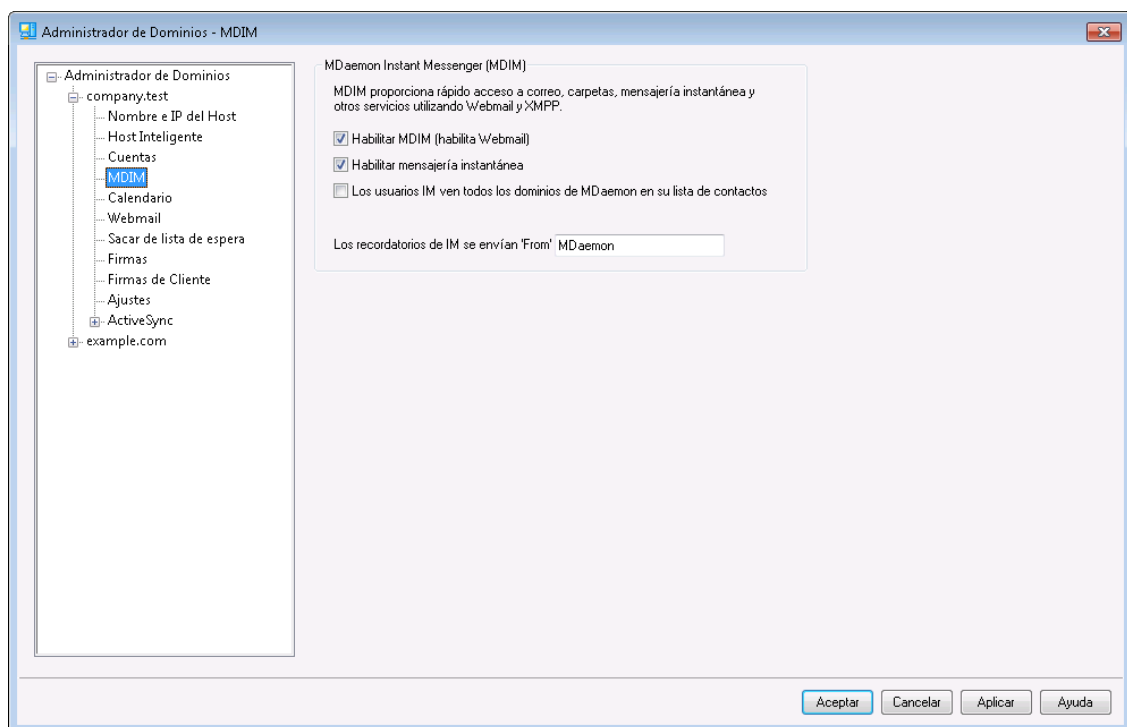 Administrador de Dominios - MDIM
Administrador de Dominios
company.test
Nombre e IP del Host
Host Inteligente
Cuentas
MDIM
Calendario
Webmail
Sacar de lista de espera
Firmas
Firmas de Cliente
Ajustes
ActiveSync
example.com
MDaemon Instant Messenger (MDIM)
MDIM proporciona rápido acceso a correo, carpetas, mensajería instantánea y
otros servicios utilizando Webmail y XMPP.
Habilitar MDIM (habilita Webmail)
Habilitar mensajería instantánea
Los usuarios IM ven todos los dominios de MDaemon en su lista de contactos
Los recordatorios de IM se envían 'From' MDaemon
Aceptar Cancelar Aplicar Ayuda